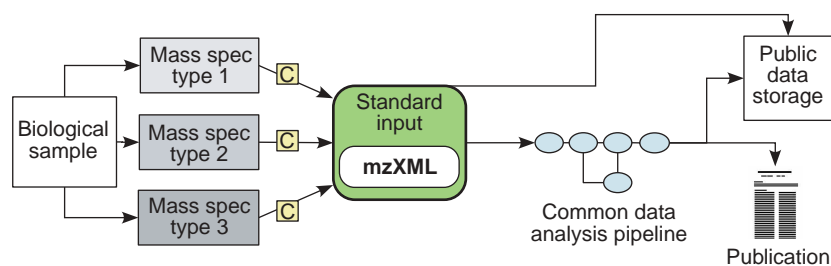 Biological
sample
Mass spec
type 1
Mass spec
type 2
Mass spec
type 3
C
C
C
Standard
input
mzXML
Common data
analysis pipeline
Public
data
storage
Publication